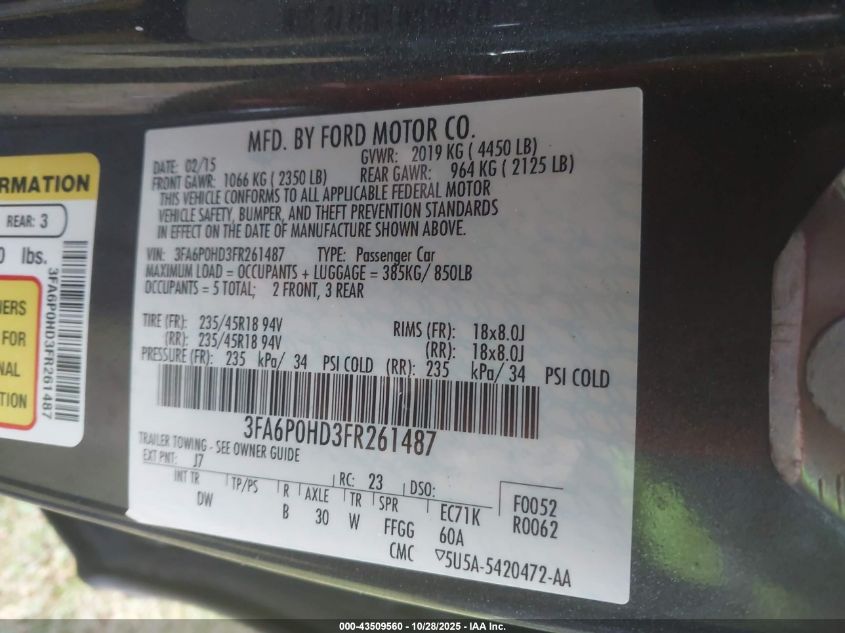 MFD. BY FORD MOTOR CO.
DATE: 02/15 GVWR: 2019 KG ( 4450 LB)
FRONT GAWR: 1066 KG ( 2350 LB) REAR GAWR: 964 KG ( 2125 LB)
THIS VEHICLE CONFORMS TO ALL APPLICABLE FEDERAL MOTOR
VEHICLE SAFETY, BUMPER, AND THEFT PREVENTION STANDARDS
IN EFFECT ON THE DATE OF MANUFACTURE SHOWN ABOVE.
VIN: 3FA6P0HD3FR261487 TYPE: Passenger Car
MAXIMUM LOAD = OCCUPANTS + LUGGAGE = 385KG/ 850LB
OCCUPANTS = 5 TOTAL; 2 FRONT, 3 REAR
TIRE (FR): 235/45R18 94V RIMS (FR): 18x8.0J
(RR): 235/45R18 94V (RR): 18x8.0J
PRESSURE (FR): 235 kPa/ 34 PSI COLD (RR): 235 kPa/ 34 PSI COLD
3FA6P0HD3FR261487
TRAILER TOWING - SEE OWNER GUIDE
EXT PNT: J7 RC: 23 DSO:
INT TR TP/PS R AXLE TR SPR EC71K F0052
DW B 30 W FFGG 60A R0062
CMC ▽5U5A-5420472-AA
ORMATION
REAR: 3
0 lbs.
NERS
FOR
NAL
ION
3FA6P0HD3FR261487
000-43509560 - 10/28/2025 - IAA Inc.